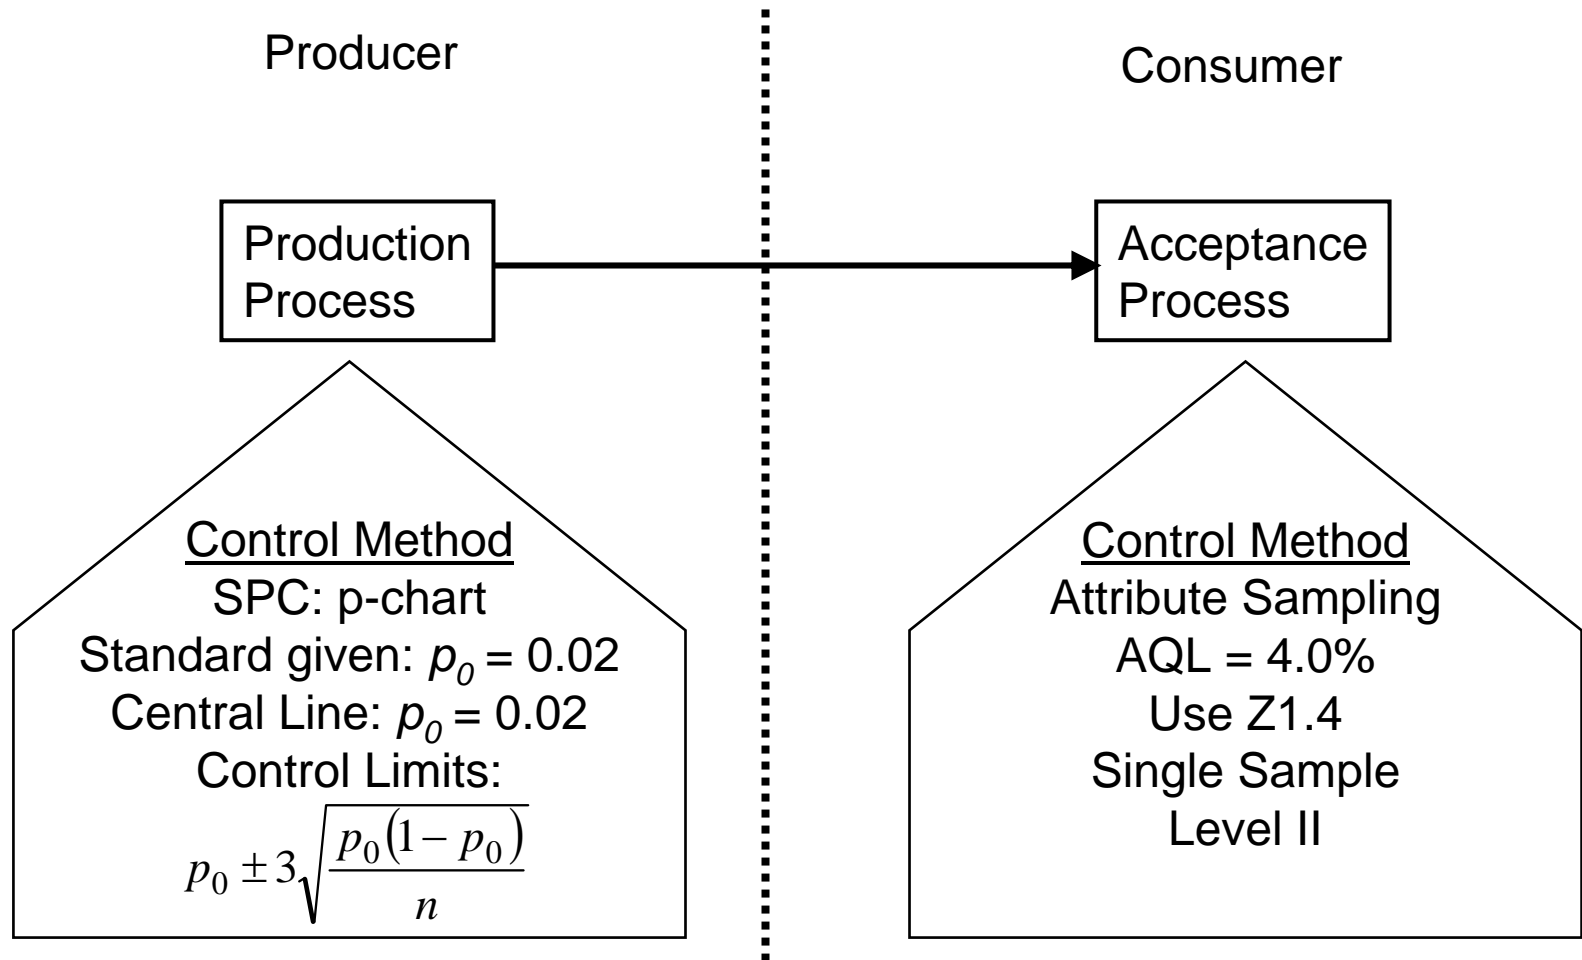 Producer
Consumer
Production
Process
Acceptance
Process
Control Method
SPC: p-chart
Standard given: p₀ = 0.02
Central Line: p₀ = 0.02
Control Limits:
p₀ ± 3√(p₀(1 − p₀)/n)
Control Method
Attribute Sampling
AQL = 4.0%
Use Z1.4
Single Sample
Level II